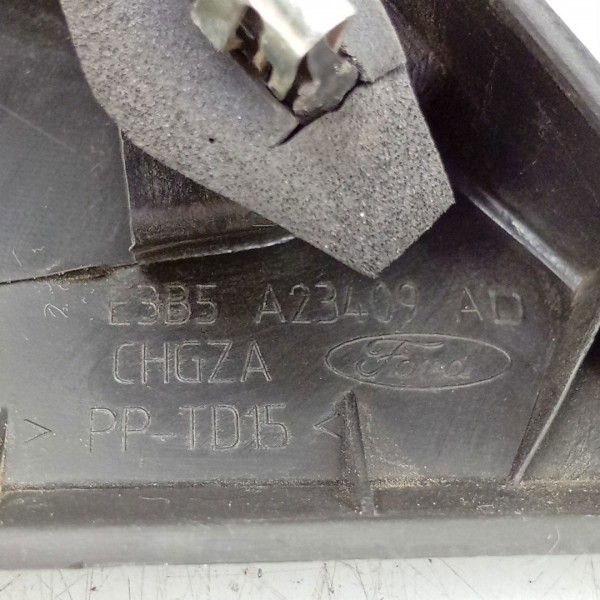 E3B5 A23409 AD
CHGZA Ford
> PP-TD15 <